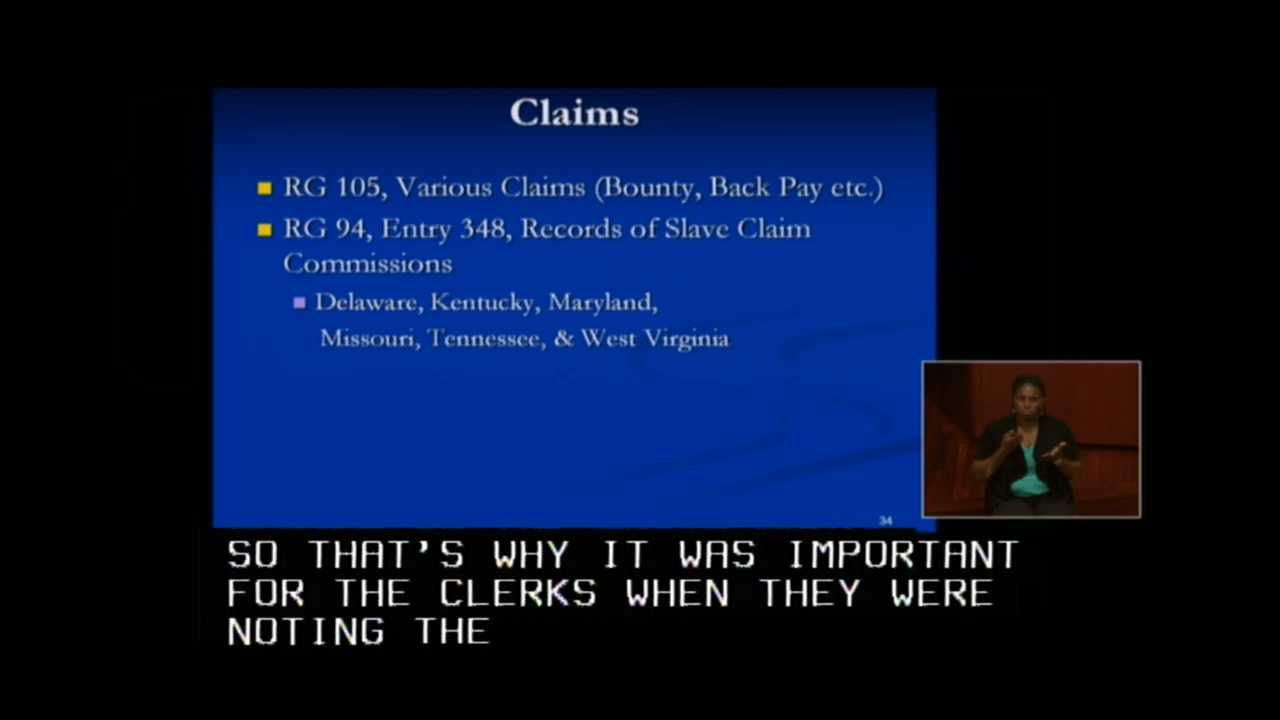 Claims
RG 105, Various Claims (Bounty, Back Pay etc.)
RG 94, Entry 348, Records of Slave Claim
Commissions
Delaware, Kentucky, Maryland,
Missouri, Tennessee, & West Virginia
34
SO THAT'S WHY IT WAS IMPORTANT
FOR THE CLERKS WHEN THEY WERE
NOTING THE